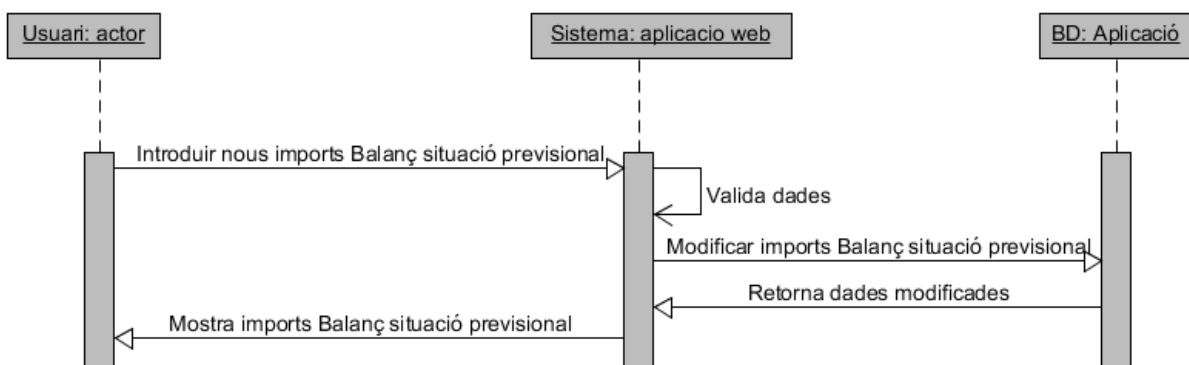 Usuari: actor
Sistema: aplicacio web
BD: Aplicació
Introduir nous imports Balanç situació previsional
Valida dades
Modificar imports Balanç situació previsional
Retorna dades modificades
Mostra imports Balanç situació previsional